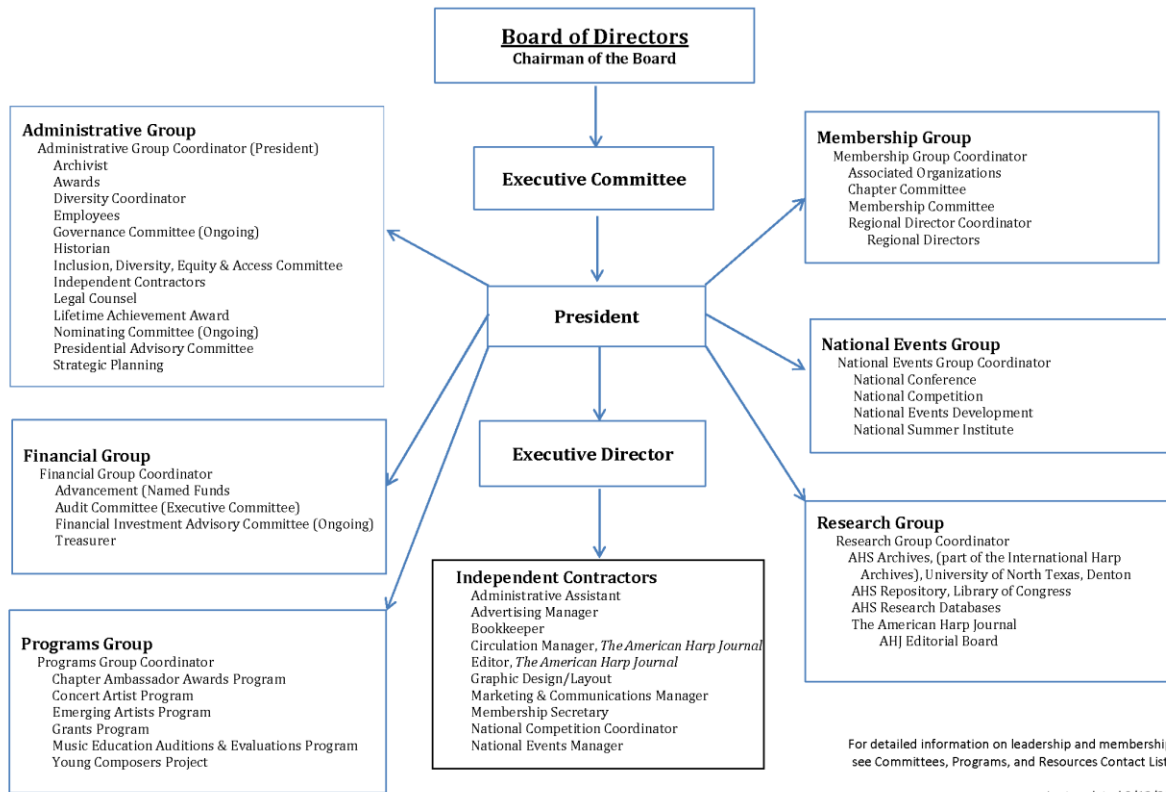 Board of Directors
Chairman of the Board
Administrative Group
Administrative Group Coordinator (President)
Archivist
Awards
Diversity Coordinator
Employees
Governance Committee (Ongoing)
Historian
Inclusion, Diversity, Equity & Access Committee
Independent Contractors
Legal Counsel
Lifetime Achievement Award
Nominating Committee (Ongoing)
Presidential Advisory Committee
Strategic Planning
Executive Committee
Membership Group
Membership Group Coordinator
Associated Organizations
Chapter Committee
Membership Committee
Regional Director Coordinator
Regional Directors
President
National Events Group
National Events Group Coordinator
National Conference
National Competition
National Events Development
National Summer Institute
Financial Group
Financial Group Coordinator
Advancement (Named Funds
Audit Committee (Executive Committee)
Financial Investment Advisory Committee (Ongoing)
Treasurer
Executive Director
Research Group
Research Group Coordinator
AHS Archives, (part of the International Harp
Archives), University of North Texas, Denton
AHS Repository, Library of Congress
AHS Research Databases
The American Harp Journal
AHJ Editorial Board
Programs Group
Programs Group Coordinator
Chapter Ambassador Awards Program
Concert Artist Program
Emerging Artists Program
Grants Program
Music Education Auditions & Evaluations Program
Young Composers Project
Independent Contractors
Administrative Assistant
Advertising Manager
Bookkeeper
Circulation Manager, The American Harp Journal
Editor, The American Harp Journal
Graphic Design/Layout
Marketing & Communications Manager
Membership Secretary
National Competition Coordinator
National Events Manager
For detailed information on leadership and membership
see Committees, Programs, and Resources Contact List